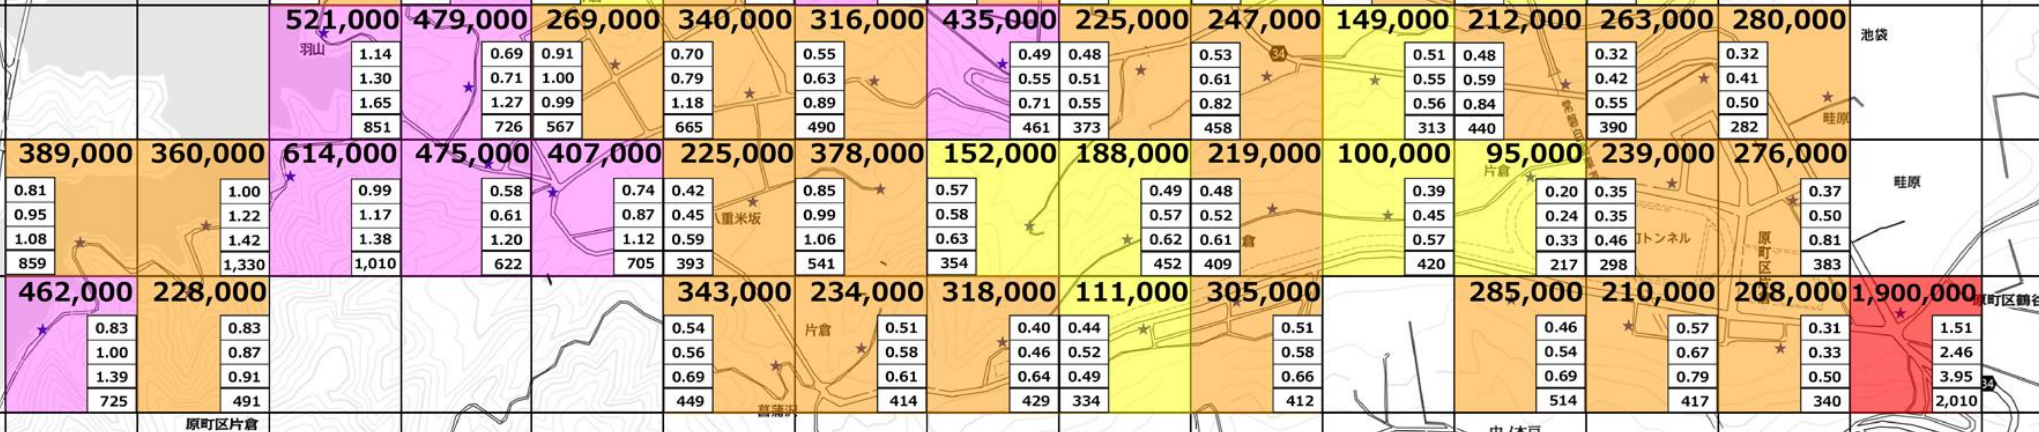 521,000 479,000 269,000 340,000 316,000 435,000 225,000 247,000 149,000 212,000 263,000 280,000
池袋
羽山
34
1.14 0.69 0.91 0.70 0.55 0.49 0.48 0.53 0.51 0.48 0.32 0.32
1.30 0.71 1.00 0.79 0.63 0.55 0.51 0.61 0.55 0.59 0.42 0.41
1.65 1.27 0.99 1.18 0.89 0.71 0.55 0.82 0.56 0.84 0.55 0.50
畦原
851 726 567 665 490 461 373 458 313 440 390 282
389,000 360,000 614,000 475,000 407,000 225,000 378,000 152,000 188,000 219,000 100,000 95,000 239,000 276,000
片倉
畦原
0.81 1.00 0.99 0.58 0.74 0.42 0.85 0.57 0.49 0.48 0.39 0.20 0.35 0.37
0.95 1.22 1.17 0.61 0.87 0.45 0.99 0.58 0.57 0.52 0.45 0.24 0.35 0.50
八重米坂
1.08 1.42 1.38 1.20 1.12 0.59 1.06 0.63 0.62 0.61 0.57 0.33 0.46 0.81
倉
トンネル
原町区
859 1,330 1,010 622 705 393 541 354 452 409 420 217 298 383
462,000 228,000 343,000 234,000 318,000 111,000 305,000 285,000 210,000 208,000 1,900,000
原町区鶴谷
0.83 0.83 0.54 0.51 0.40 0.44 0.51 0.46 0.57 0.31 1.51
片倉
1.00 0.87 0.56 0.58 0.46 0.52 0.58 0.54 0.67 0.33 2.46
1.39 0.91 0.69 0.61 0.64 0.49 0.66 0.69 0.79 0.50 3.95
34
725 491 449 414 429 334 412 514 417 340 2,010
菖蒲沢
原町区片倉